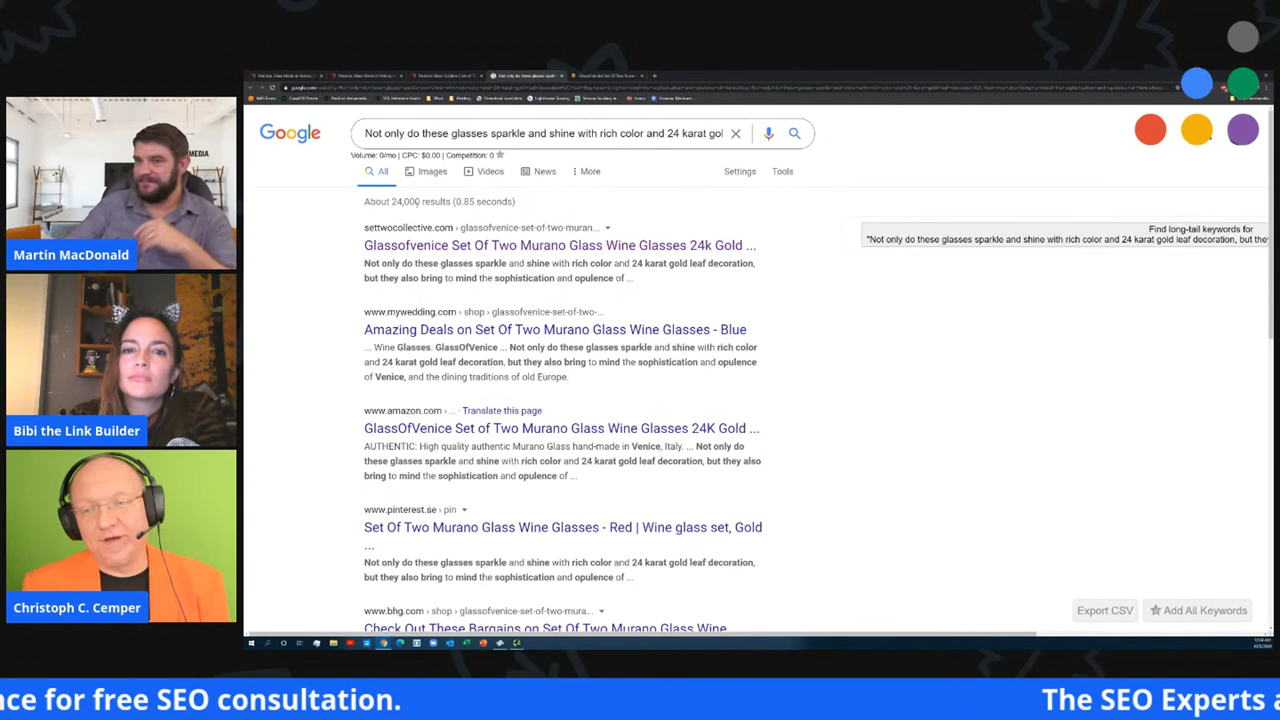 Google
Not only do these glasses sparkle and shine with rich color and 24 karat gol
Volume: 0/mo | CPC: $0.00 | Competition: 0
All Images Videos News More Settings Tools
About 24,000 results (0.85 seconds)
settwocollective.com › glassofvenice-set-of-two-muran...
Glassofvenice Set Of Two Murano Glass Wine Glasses 24k Gold ...
Not only do these glasses sparkle and shine with rich color and 24 karat gold leaf decoration,
but they also bring to mind the sophistication and opulence of ...
www.mywedding.com › shop › glassofvenice-set-of-two-...
Amazing Deals on Set Of Two Murano Glass Wine Glasses - Blue
... Wine Glasses. GlassOfVenice ... Not only do these glasses sparkle and shine with rich color
and 24 karat gold leaf decoration, but they also bring to mind the sophistication and opulence
of Venice, and the dining traditions of old Europe.
www.amazon.com › ... · Translate this page
GlassOfVenice Set of Two Murano Glass Wine Glasses 24K Gold ...
AUTHENTIC: High quality authentic Murano Glass hand-made in Venice, Italy. ... Not only do
these glasses sparkle and shine with rich color and 24 karat gold leaf decoration, but they also
bring to mind the sophistication and opulence of ...
www.pinterest.se › pin
Set Of Two Murano Glass Wine Glasses - Red | Wine glass set, Gold
...
Not only do these glasses sparkle and shine with rich color and 24 karat gold leaf decoration,
but they also bring to mind the sophistication and opulence of ...
www.bhg.com › shop › glassofvenice-set-of-two-mura...
Check Out These Bargains on Set Of Two Murano Glass Wine
Find long-tail keywords for
"Not only do these glasses sparkle and shine with rich color and 24 karat gold leaf decoration, but they
Export CSV
Add All Keywords
MEDIA
Martin MacDonald
Bibi the Link Builder
Christoph C. Cemper
nce for free SEO consultation. The SEO Experts a